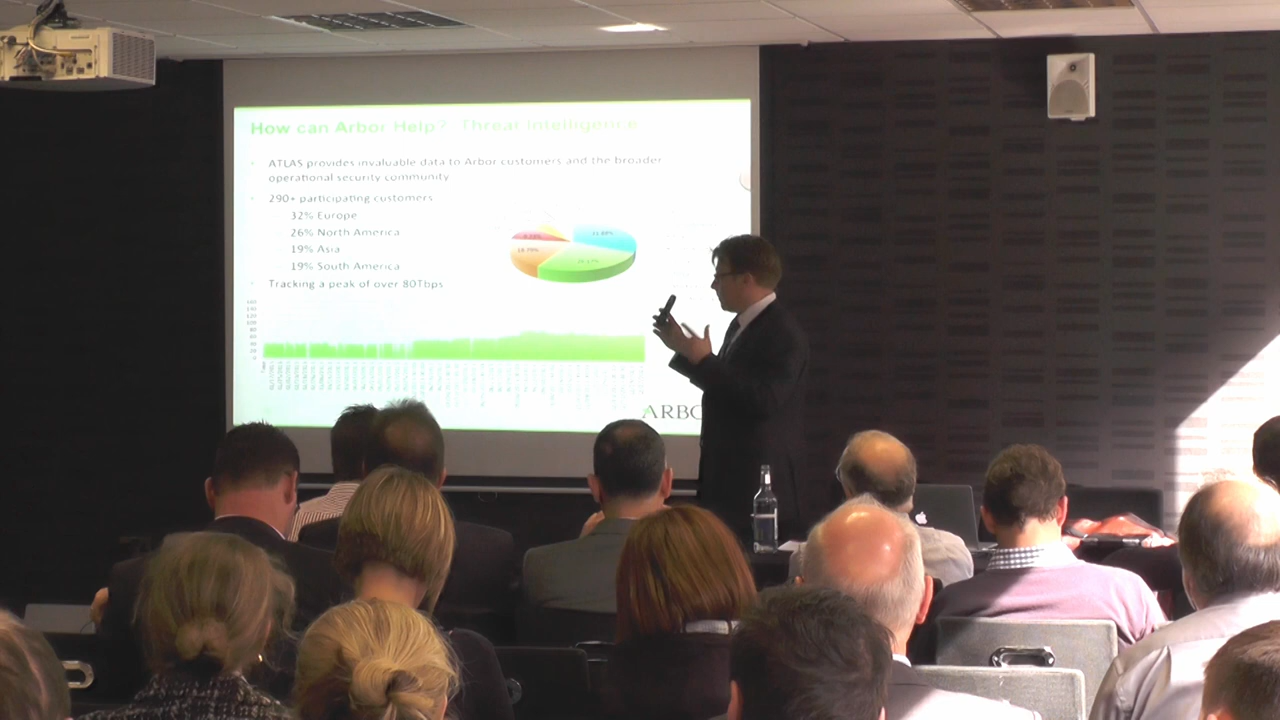 How can Arbor Help? Threat Intelligence
ATLAS provides invaluable data to Arbor customers and the broader
operational security community
290+ participating customers
32% Europe
26% North America
19% Asia
19% South America
Tracking a peak of over 80Tbps
ARBO